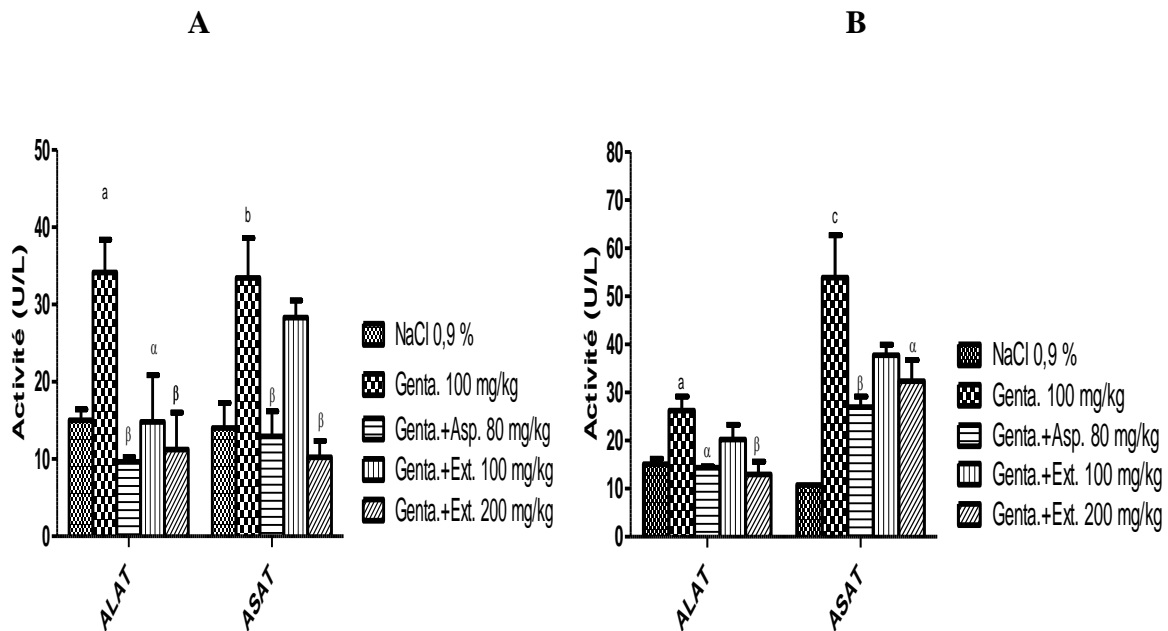 A
B
50
40
30
20
10
0
Activité (U/L)
a
β
α
β
b
β
β
ALAT
ASAT
NaCl 0,9 %
Genta. 100 mg/kg
Genta.+Asp. 80 mg/kg
Genta.+Ext. 100 mg/kg
Genta.+Ext. 200 mg/kg
80
70
60
50
40
30
20
10
0
Activité (U/L)
a
α
β
c
β
α
ALAT
ASAT
NaCl 0,9 %
Genta. 100 mg/kg
Genta.+Asp. 80 mg/kg
Genta.+Ext. 100 mg/kg
Genta.+Ext. 200 mg/kg